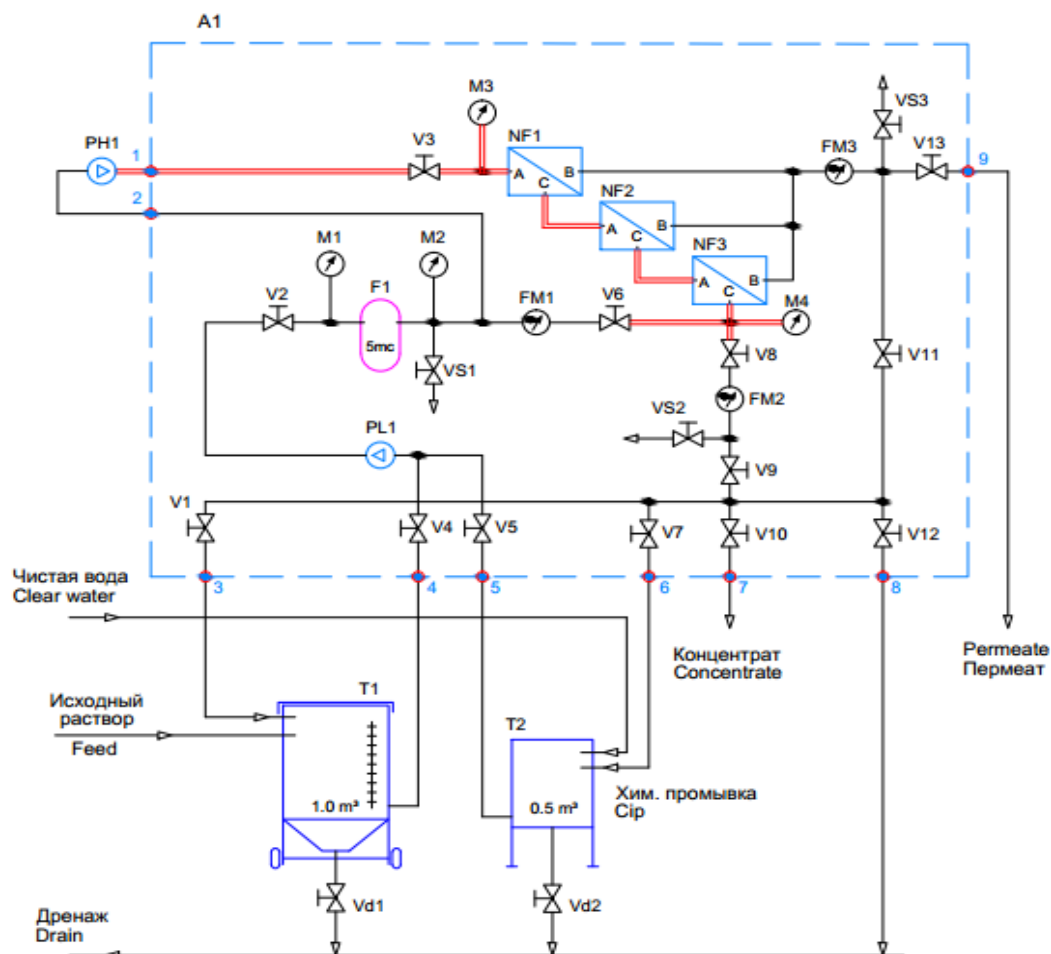 A1
M3
VS3
PH1
1
V3
NF1
FM3
V13
9
A
C
B
2
NF2
A
C
B
M1
M2
NF3
A
C
B
V2
F1
FM1
V6
M4
5mc
VS1
V8
V11
VS2
FM2
PL1
V9
V1
V4
V5
V7
V10
V12
Чистая вода
Clear water
3
4
5
6
7
8
Концентрат
Concentrate
Permeate
Пермеат
Исходный
раствор
Feed
T1
T2
1.0 m³
0.5 m³
Хим. промывка
Cip
Vd1
Vd2
Дренаж
Drain